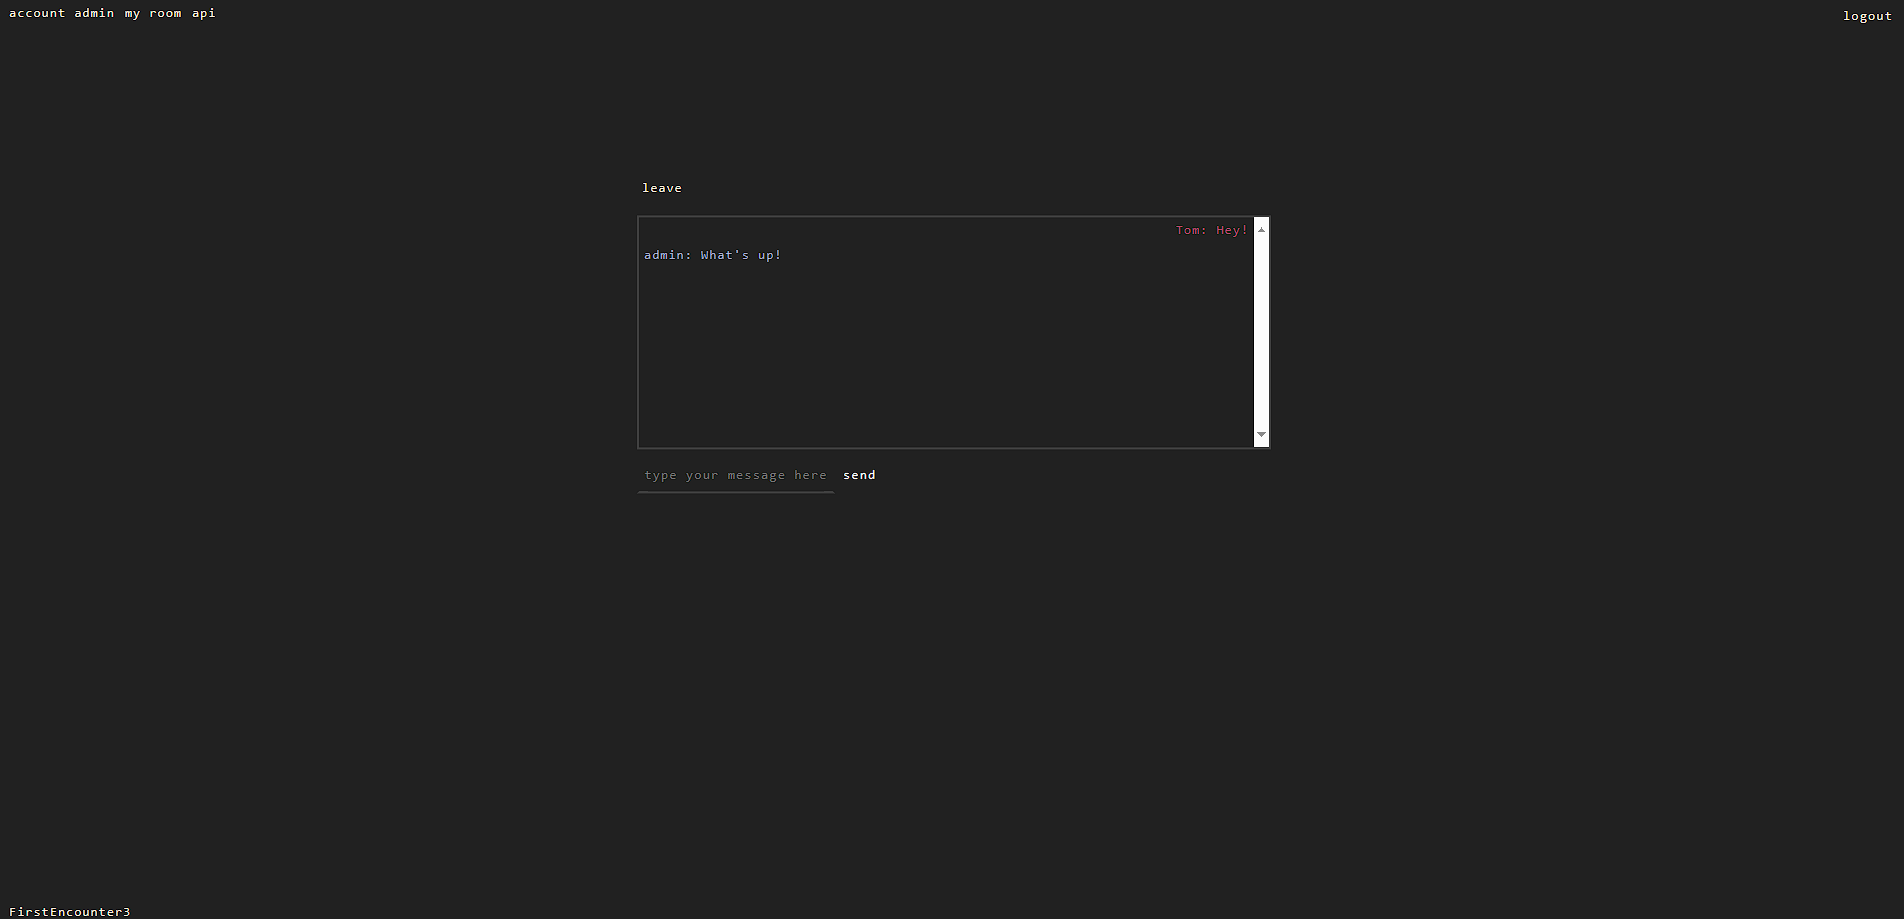 account admin my room api
logout
leave
Tom: Hey!
admin: What's up!
type your message here send
FirstEncounter3